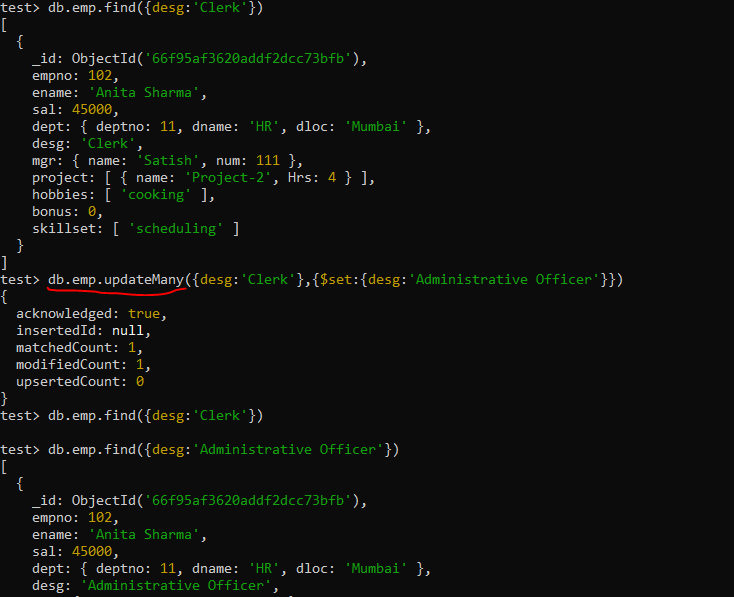 test> db.emp.find({desg:'Clerk'})
[
  {
    _id: ObjectId('66f95af3620addf2dcc73bfb'),
    empno: 102,
    ename: 'Anita Sharma',
    sal: 45000,
    dept: { deptno: 11, dname: 'HR', dloc: 'Mumbai' },
    desg: 'Clerk',
    mgr: { name: 'Satish', num: 111 },
    project: [ { name: 'Project-2', Hrs: 4 } ],
    hobbies: [ 'cooking' ],
    bonus: 0,
    skillset: [ 'scheduling' ]
  }
]
test> db.emp.updateMany({desg:'Clerk'},{$set:{desg:'Administrative Officer'}})
{
  acknowledged: true,
  insertedId: null,
  matchedCount: 1,
  modifiedCount: 1,
  upsertedCount: 0
}
test> db.emp.find({desg:'Clerk'})

test> db.emp.find({desg:'Administrative Officer'})
[
  {
    _id: ObjectId('66f95af3620addf2dcc73bfb'),
    empno: 102,
    ename: 'Anita Sharma',
    sal: 45000,
    dept: { deptno: 11, dname: 'HR', dloc: 'Mumbai' },
    desg: 'Administrative Officer',